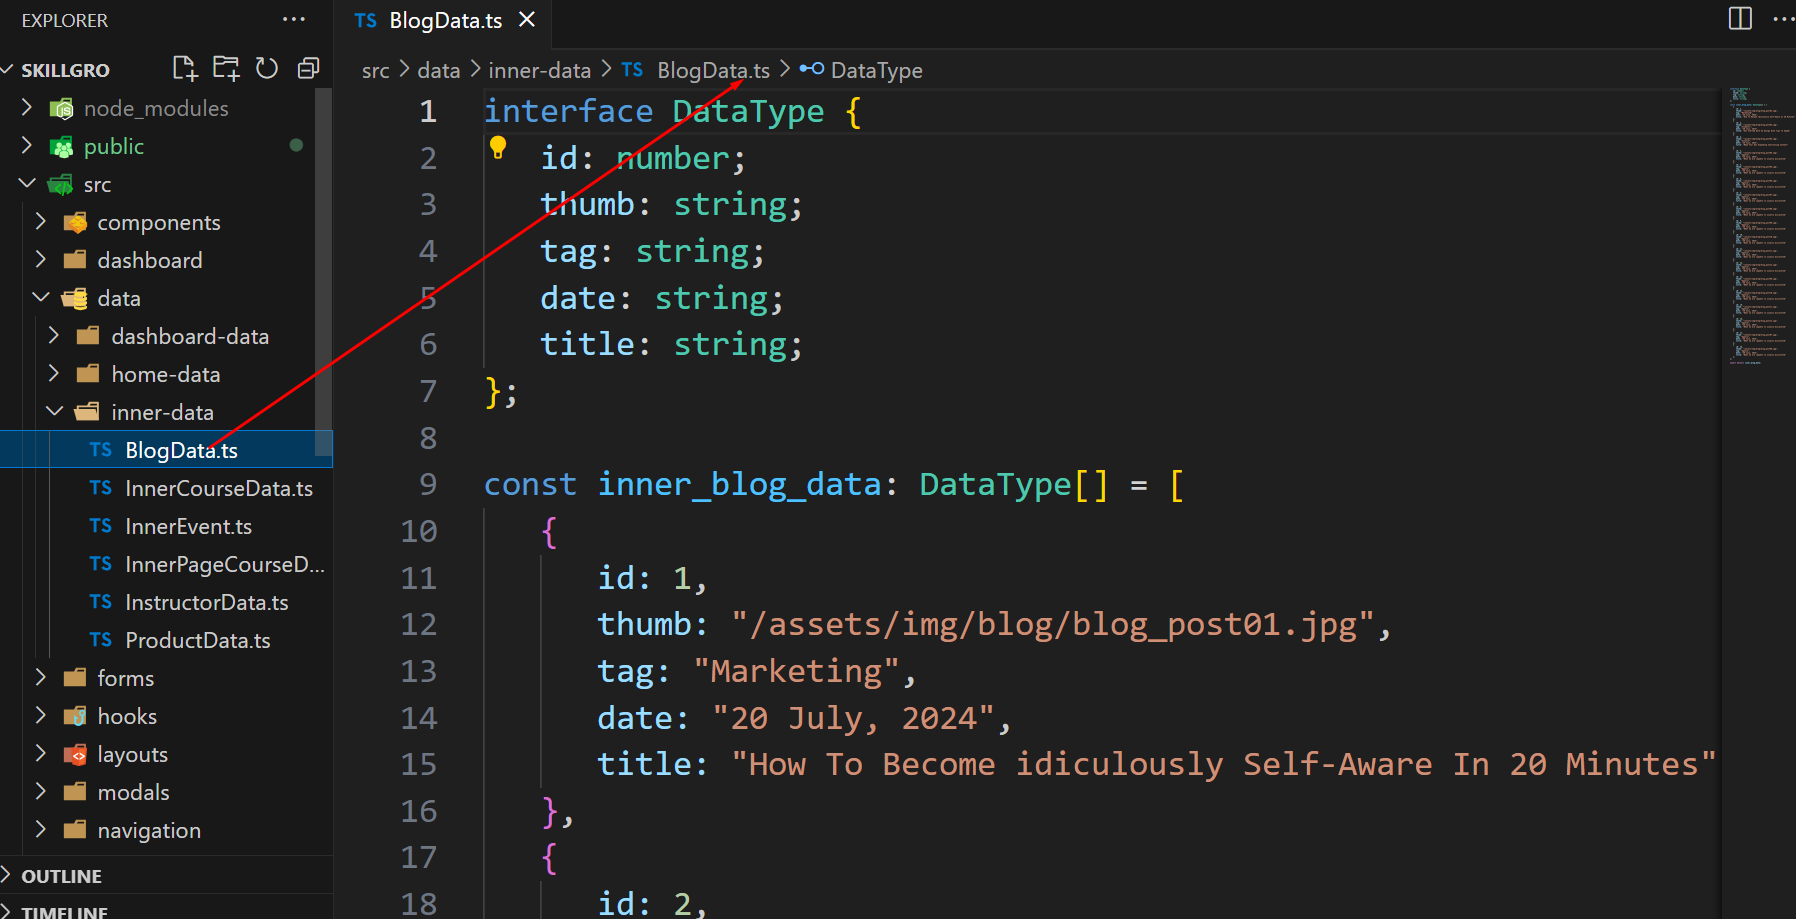 EXPLORER
SKILLGRO
node_modules
public
src
components
dashboard
data
dashboard-data
home-data
inner-data
TS BlogData.ts
TS InnerCourseData.ts
TS InnerEvent.ts
TS InnerPageCourseD...
TS InstructorData.ts
TS ProductData.ts
forms
hooks
layouts
modals
navigation
OUTLINE
TIMELINE
TS BlogData.ts
src > data > inner-data > TS BlogData.ts > DataType
1 interface DataType {
2 id: number;
3 thumb: string;
4 tag: string;
5 date: string;
6 title: string;
7 };
8
9 const inner_blog_data: DataType[] = [
10 {
11 id: 1,
12 thumb: "/assets/img/blog/blog_post01.jpg",
13 tag: "Marketing",
14 date: "20 July, 2024",
15 title: "How To Become idiculously Self-Aware In 20 Minutes"
16 },
17 {
18 id: 2,